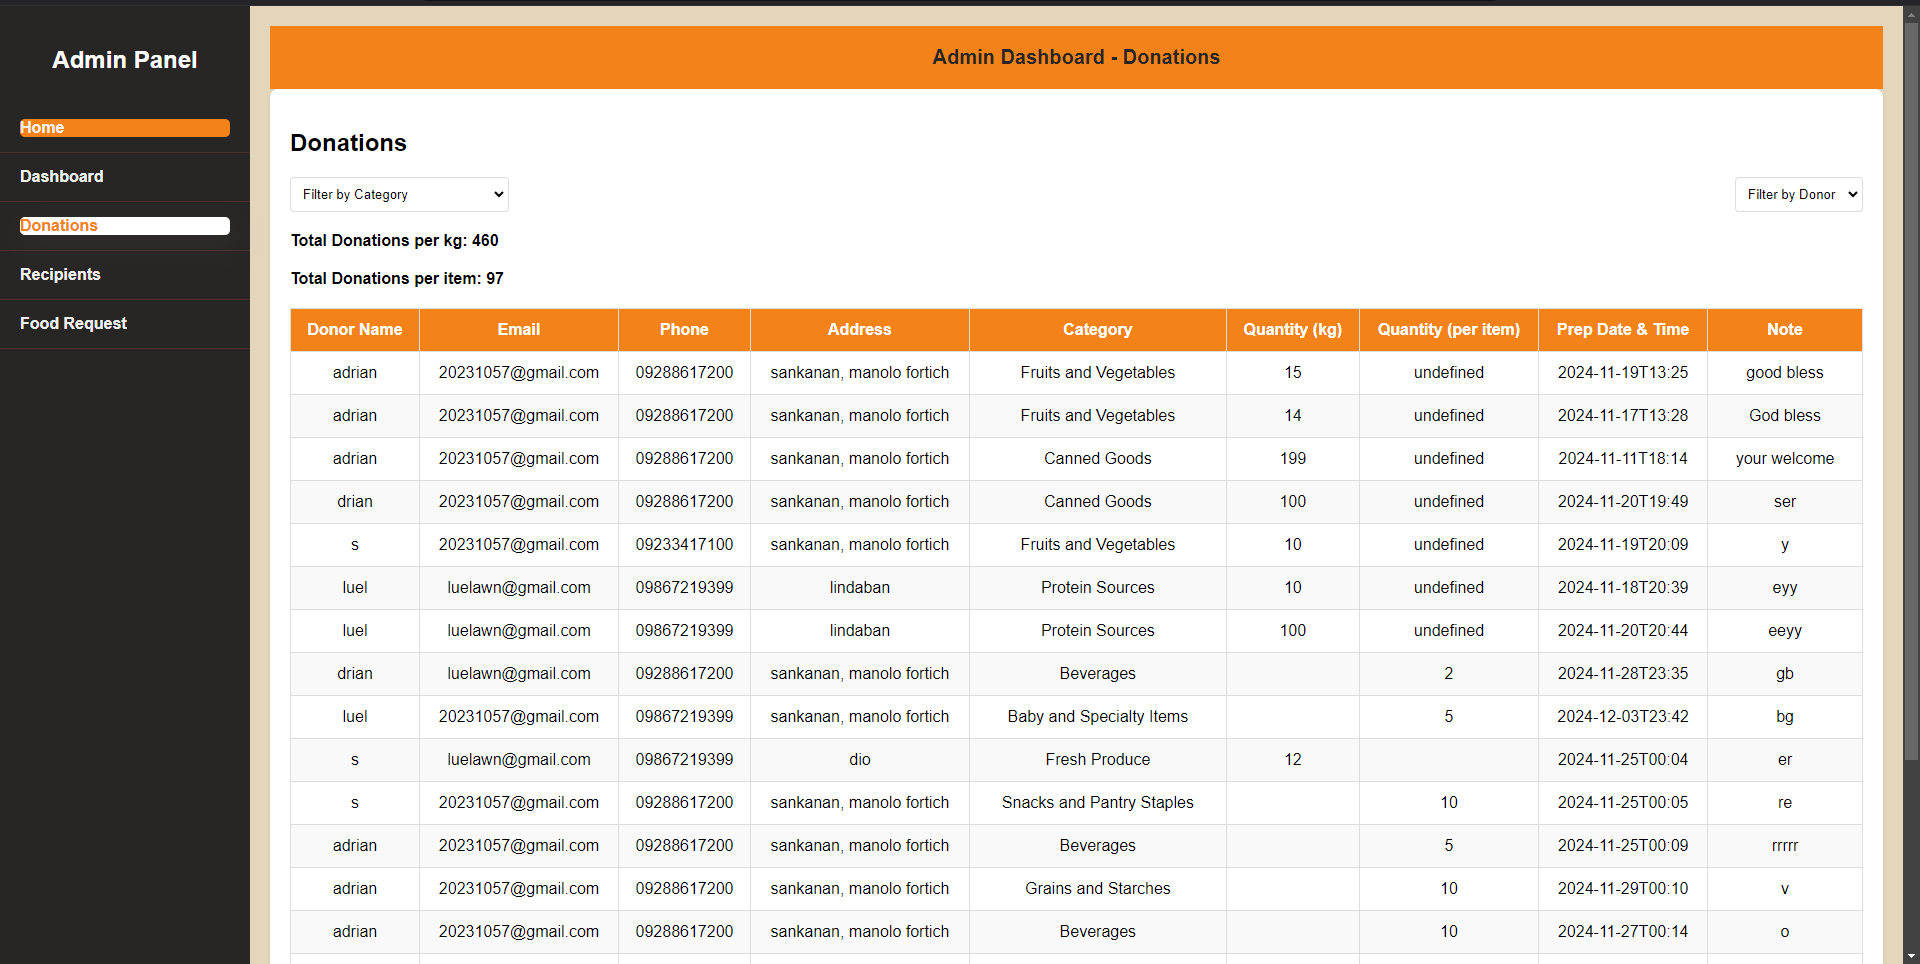 Admin Panel
Home
Dashboard
Donations
Recipients
Food Request
Admin Dashboard - Donations
Donations
Filter by Category Filter by Donor
Total Donations per kg: 460
Total Donations per item: 97
Donor Name Email Phone Address Category Quantity (kg) Quantity (per item) Prep Date & Time Note
adrian 20231057@gmail.com 09288617200 sankanan, manolo fortich Fruits and Vegetables 15 undefined 2024-11-19T13:25 good bless
adrian 20231057@gmail.com 09288617200 sankanan, manolo fortich Fruits and Vegetables 14 undefined 2024-11-17T13:28 God bless
adrian 20231057@gmail.com 09288617200 sankanan, manolo fortich Canned Goods 199 undefined 2024-11-11T18:14 your welcome
drian 20231057@gmail.com 09288617200 sankanan, manolo fortich Canned Goods 100 undefined 2024-11-20T19:49 ser
s 20231057@gmail.com 09233417100 sankanan, manolo fortich Fruits and Vegetables 10 undefined 2024-11-19T20:09 y
luel luelawn@gmail.com 09867219399 lindaban Protein Sources 10 undefined 2024-11-18T20:39 eyy
luel luelawn@gmail.com 09867219399 lindaban Protein Sources 100 undefined 2024-11-20T20:44 eeyy
drian luelawn@gmail.com 09288617200 sankanan, manolo fortich Beverages 2 2024-11-28T23:35 gb
luel 20231057@gmail.com 09867219399 sankanan, manolo fortich Baby and Specialty Items 5 2024-12-03T23:42 bg
s luelawn@gmail.com 09867219399 dio Fresh Produce 12 2024-11-25T00:04 er
s 20231057@gmail.com 09288617200 sankanan, manolo fortich Snacks and Pantry Staples 10 2024-11-25T00:05 re
adrian 20231057@gmail.com 09288617200 sankanan, manolo fortich Beverages 5 2024-11-25T00:09 rrrrr
adrian 20231057@gmail.com 09288617200 sankanan, manolo fortich Grains and Starches 10 2024-11-29T00:10 v
adrian 20231057@gmail.com 09288617200 sankanan, manolo fortich Beverages 10 2024-11-27T00:14 o